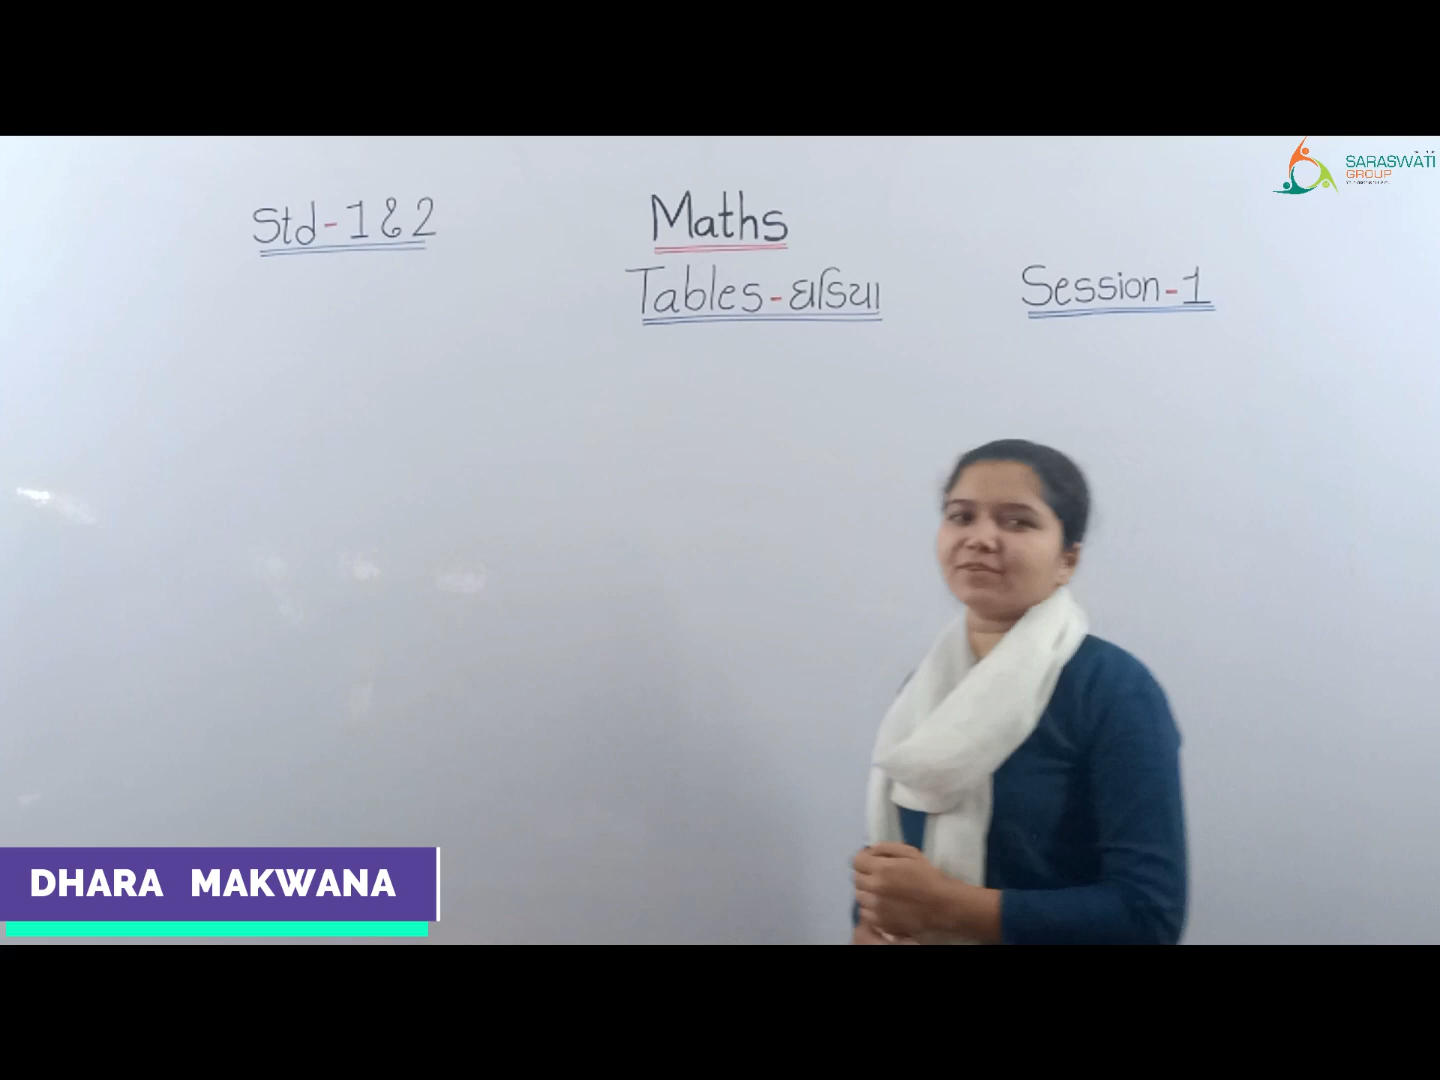 SARASWATI
GROUP
Std-1 & 2
Maths
Tables-ઘડિયા
Session-1
DHARA MAKWANA